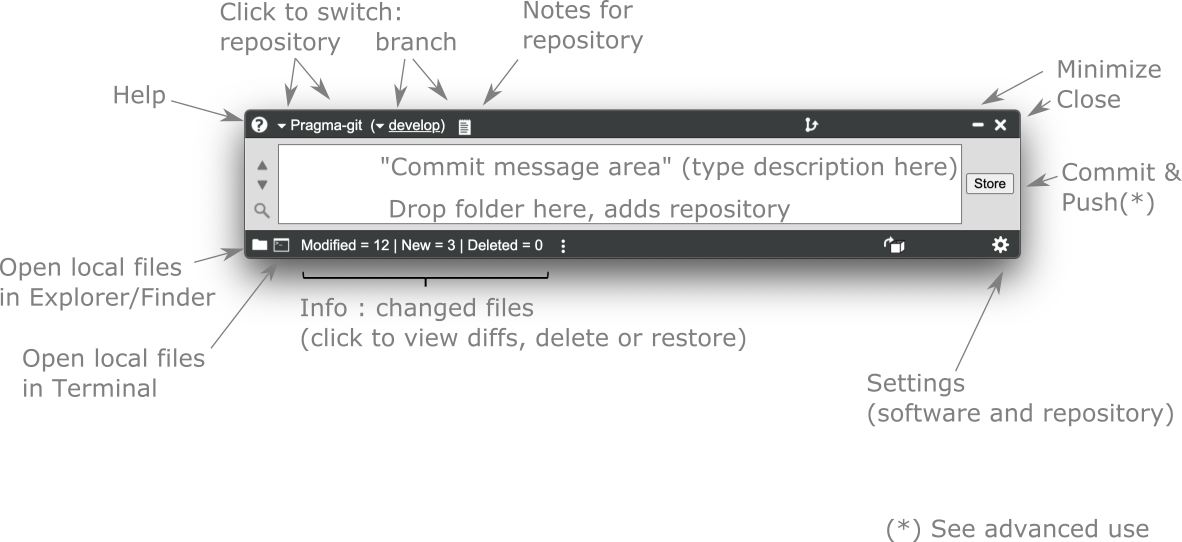 Click to switch:
repository branch
Notes for
repository
Help
Minimize
Close
? Pragma-git (develop)
"Commit message area" (type description here)
Drop folder here, adds repository
Store
Commit &
Push(*)
Modified = 12 | New = 3 | Deleted = 0
Open local files
in Explorer/Finder
Info : changed files
(click to view diffs, delete or restore)
Open local files
in Terminal
Settings
(software and repository)
(*) See advanced use